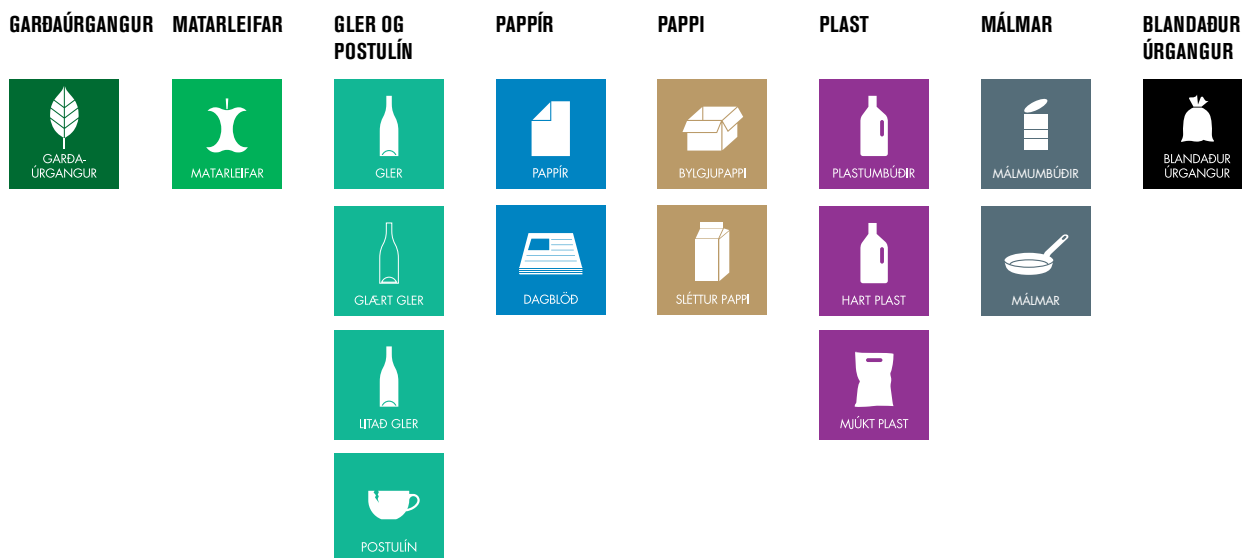 GARÐAÚRGANGUR
MATARLEIFAR
GLER OG
POSTULÍN
PAPPÍR
PAPPI
PLAST
MÁLMAR
BLANDAÐUR
ÚRGANGUR
GARÐA-
ÚRGANGUR
MATARLEIFAR
GLER
PAPPÍR
BYLGJUPAPPI
PLASTUMBÚÐIR
MÁLMUMBÚÐIR
BLANDAÐUR
ÚRGANGUR
GLÆRT GLER
DAGBLÖÐ
SLÉTTUR PAPPI
HART PLAST
MÁLMAR
LITAÐ GLER
MJÚKT PLAST
POSTULÍN